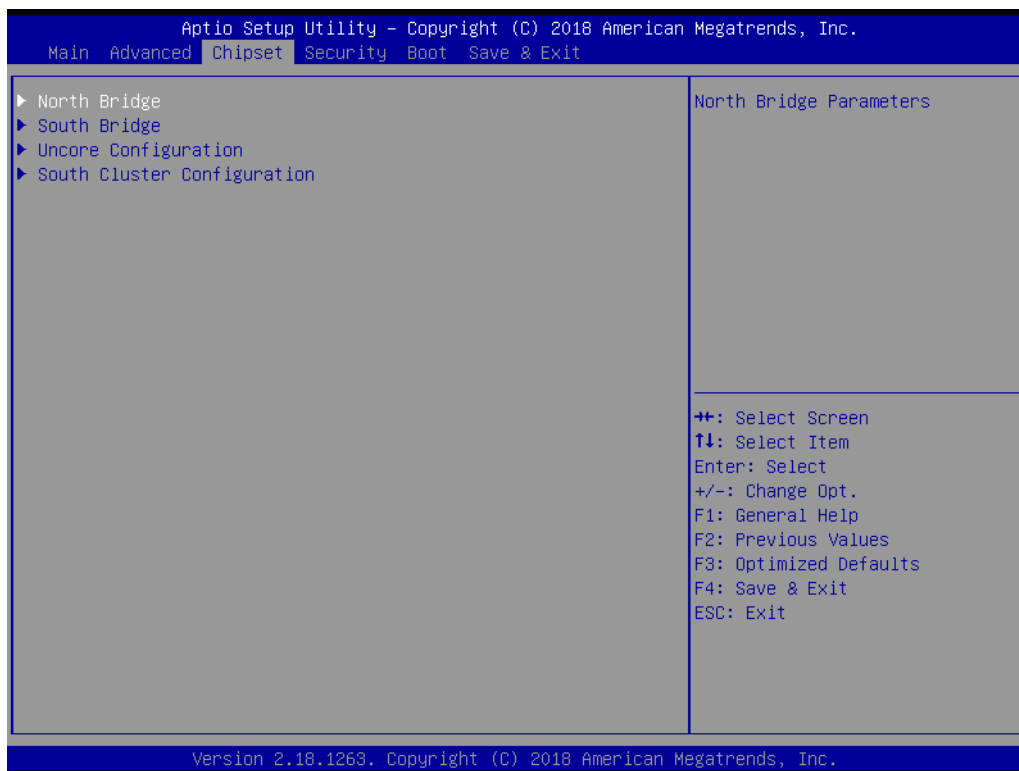 Aptio Setup Utility – Copyright (C) 2018 American Megatrends, Inc.
Main Advanced Chipset Security Boot Save & Exit
► North Bridge
► South Bridge
► Uncore Configuration
► South Cluster Configuration
North Bridge Parameters
→←: Select Screen
↑↓: Select Item
Enter: Select
+/-: Change Opt.
F1: General Help
F2: Previous Values
F3: Optimized Defaults
F4: Save & Exit
ESC: Exit
Version 2.18.1263. Copyright (C) 2018 American Megatrends, Inc.